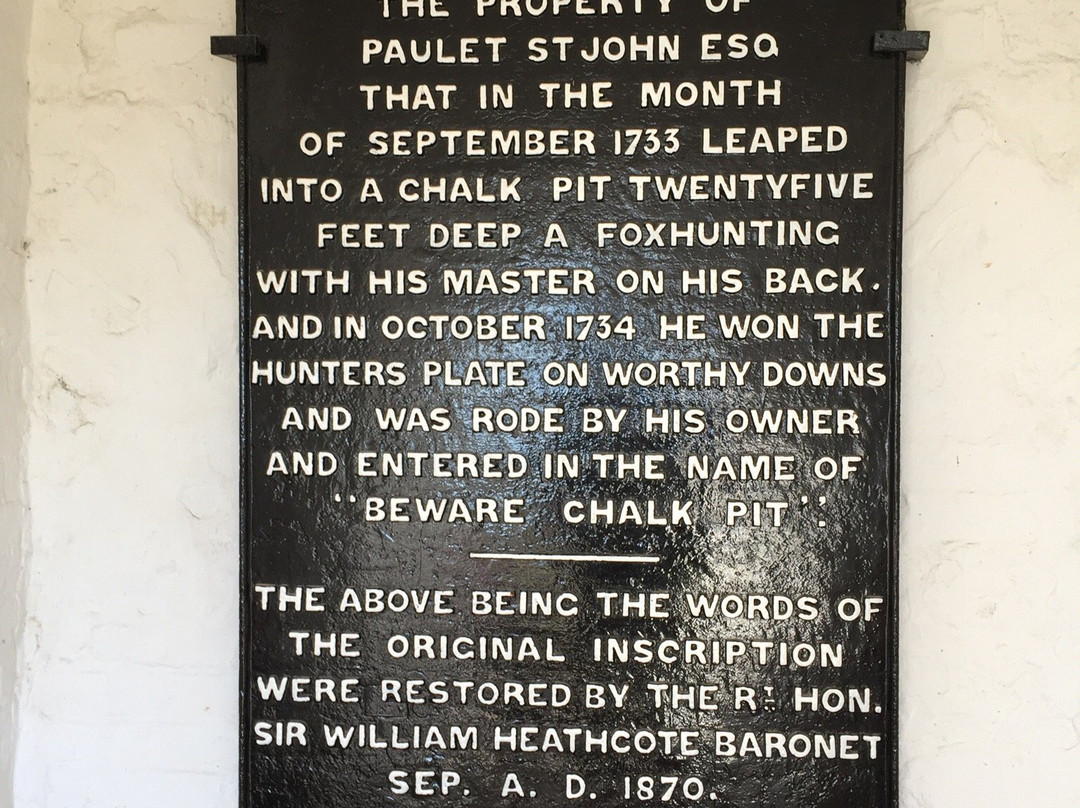 THE PROPERTY OF
PAULET ST JOHN ESQ
THAT IN THE MONTH
OF SEPTEMBER 1733 LEAPED
INTO A CHALK PIT TWENTYFIVE
FEET DEEP A FOXHUNTING
WITH HIS MASTER ON HIS BACK.
AND IN OCTOBER 1734 HE WON THE
HUNTERS PLATE ON WORTHY DOWNS
AND WAS RODE BY HIS OWNER
AND ENTERED IN THE NAME OF
"BEWARE CHALK PIT".
THE ABOVE BEING THE WORDS OF
THE ORIGINAL INSCRIPTION
WERE RESTORED BY THE RT. HON.
SIR WILLIAM HEATHCOTE BARONET
SEP. A. D. 1870.